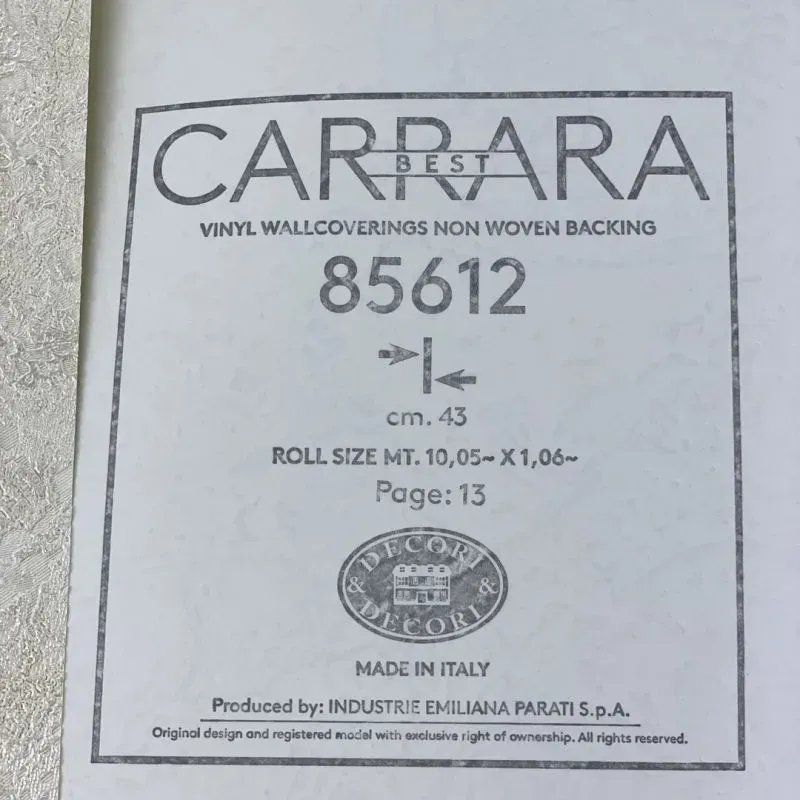 CARRARA
BEST
VINYL WALLCOVERINGS NON WOVEN BACKING
85612
cm. 43
ROLL SIZE MT. 10,05~ X 1,06~
Page: 13
DECORI
& &
DECORI
MADE IN ITALY
Produced by: INDUSTRIE EMILIANA PARATI S.p.A.
Original design and registered model with exclusive right of ownership. All rights reserved.